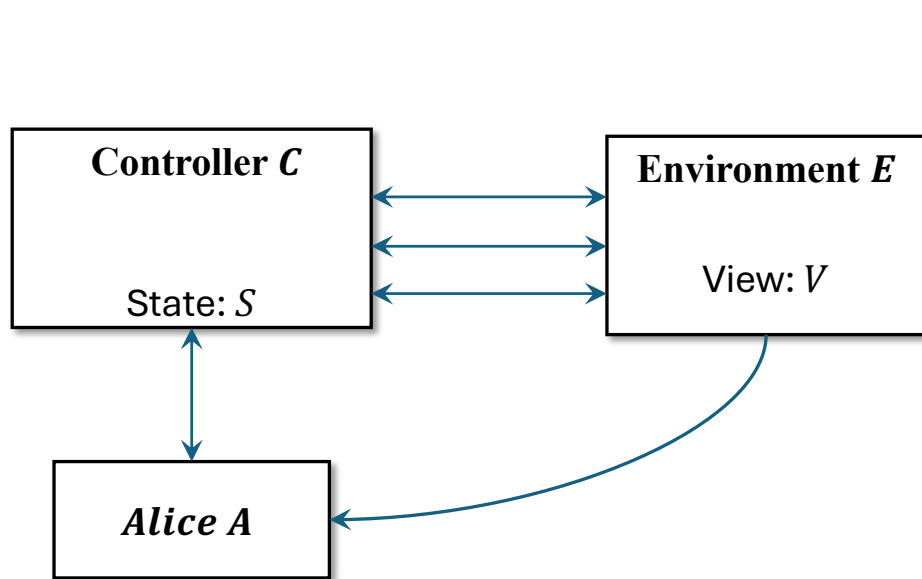 Controller C
State: S
Environment E
View: V
Alice A